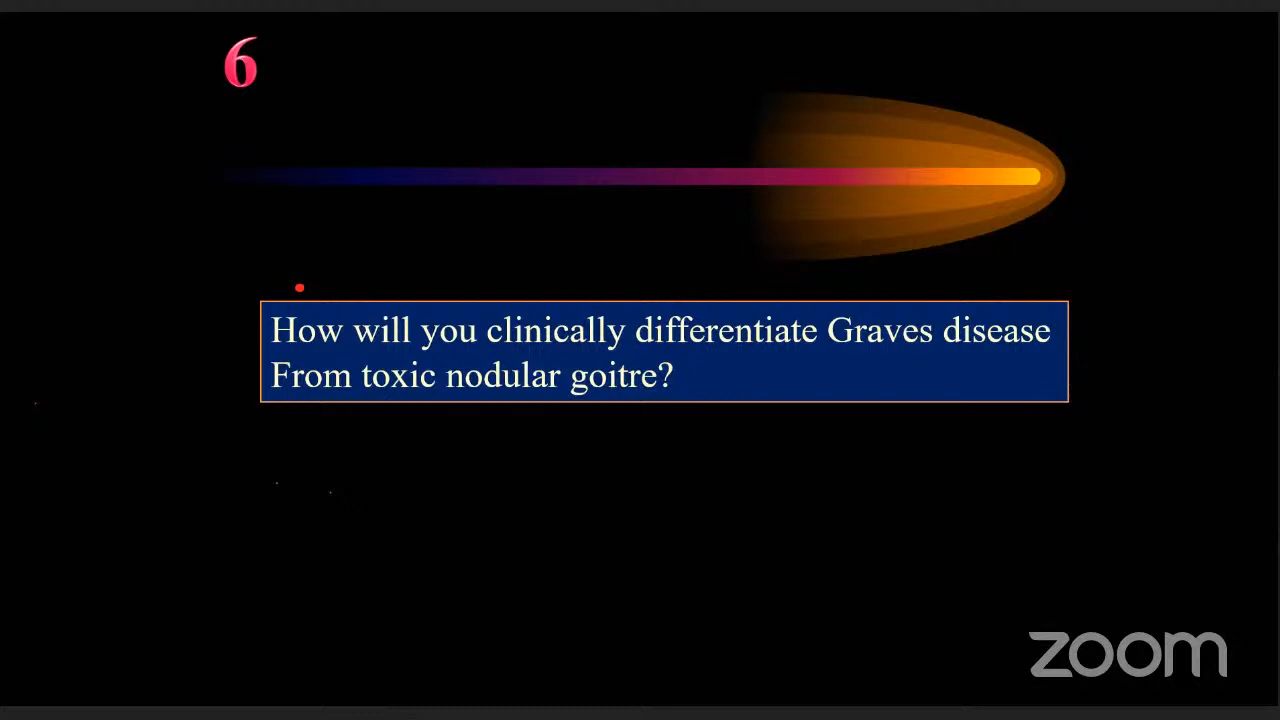 6
How will you clinically differentiate Graves disease
From toxic nodular goitre?
zoom